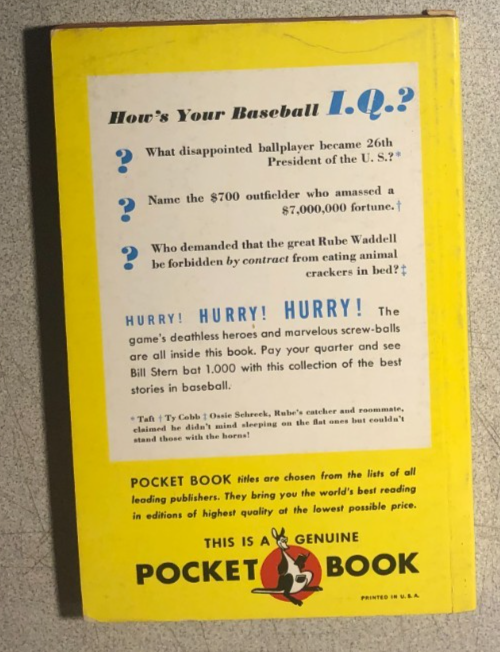 How's Your Baseball I.Q.?
? What disappointed ballplayer became 26th
President of the U. S.?*
? Name the $700 outfielder who amassed a
$7,000,000 fortune.†
? Who demanded that the great Rube Waddell
be forbidden by contract from eating animal
crackers in bed?‡
HURRY! HURRY! HURRY! The
game's deathless heroes and marvelous screw-balls
are all inside this book. Pay your quarter and see
Bill Stern bat 1.000 with this collection of the best
stories in baseball.
* Taft † Ty Cobb ‡ Ossie Schreck, Rube's catcher and roommate,
claimed he didn't mind sleeping on the flat ones but couldn't
stand those with the horns!
POCKET BOOK titles are chosen from the lists of all
leading publishers. They bring you the world's best reading
in editions of highest quality at the lowest possible price.
THIS IS A GENUINE
POCKET BOOK
PRINTED IN U.S.A.